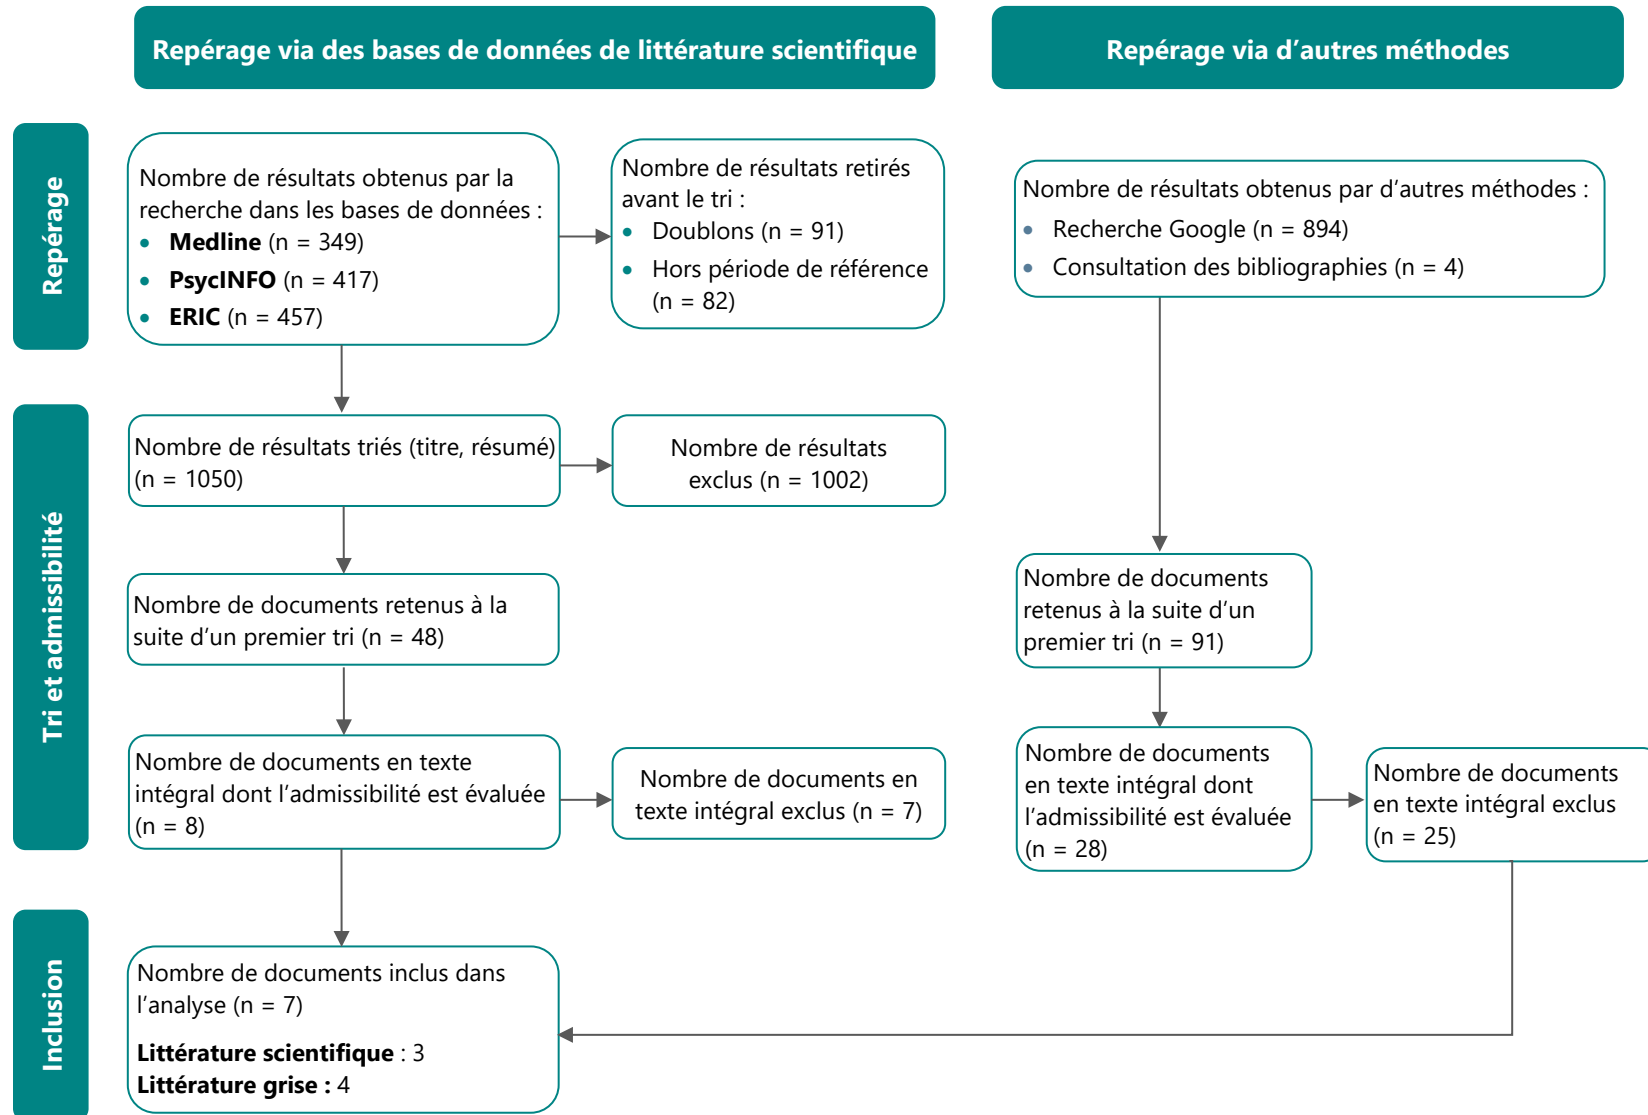 Repérage via des bases de données de littérature scientifique
Repérage via d’autres méthodes
Repérage
Nombre de résultats obtenus par la
recherche dans les bases de données :
• Medline (n = 349)
• PsycINFO (n = 417)
• ERIC (n = 457)
Nombre de résultats retirés
avant le tri :
• Doublons (n = 91)
• Hors période de référence
(n = 82)
Nombre de résultats obtenus par d’autres méthodes :
• Recherche Google (n = 894)
• Consultation des bibliographies (n = 4)
Tri et admissibilité
Nombre de résultats triés (titre, résumé)
(n = 1050)
Nombre de résultats
exclus (n = 1002)
Nombre de documents retenus à la
suite d’un premier tri (n = 48)
Nombre de documents
retenus à la suite d’un
premier tri (n = 91)
Nombre de documents en texte
intégral dont l’admissibilité est évaluée
(n = 8)
Nombre de documents en
texte intégral exclus (n = 7)
Nombre de documents
en texte intégral dont
l’admissibilité est évaluée
(n = 28)
Nombre de documents
en texte intégral exclus
(n = 25)
Inclusion
Nombre de documents inclus dans
l’analyse (n = 7)
Littérature scientifique : 3
Littérature grise : 4